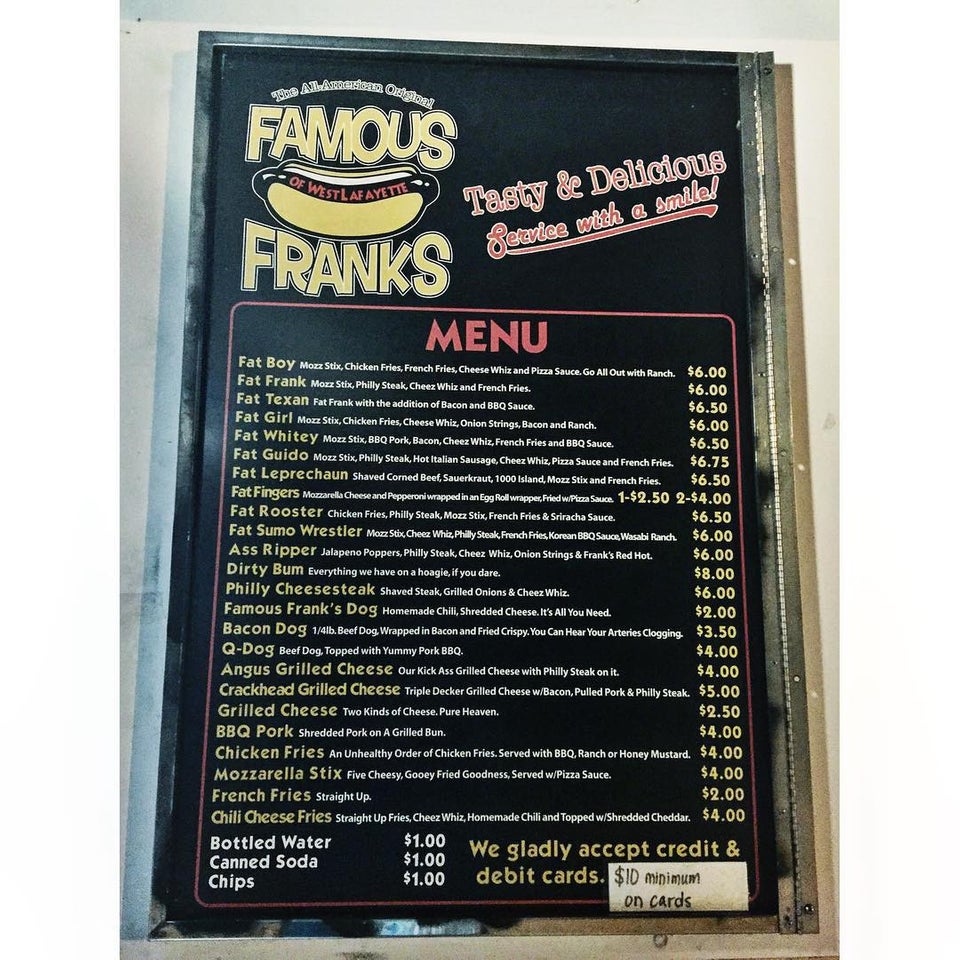 The All-American Original
FAMOUS
OF WEST LAFAYETTE
FRANKS
Tasty & Delicious
Service with a smile!
MENU
Fat Boy Mozz Stix, Chicken Fries, French Fries, Cheese Whiz and Pizza Sauce. Go All Out with Ranch. $6.00
Fat Frank Mozz Stix, Philly Steak, Cheez Whiz and French Fries. $6.00
Fat Texan Fat Frank with the addition of Bacon and BBQ Sauce. $6.50
Fat Girl Mozz Stix, Chicken Fries, Cheese Whiz, Onion Strings, Bacon and Ranch. $6.00
Fat Whitey Mozz Stix, BBQ Pork, Bacon, Cheez Whiz, French Fries and BBQ Sauce. $6.50
Fat Guido Mozz Stix, Philly Steak, Hot Italian Sausage, Cheez Whiz, Pizza Sauce and French Fries. $6.75
Fat Leprechaun Shaved Corned Beef, Sauerkraut, 1000 Island, Mozz Stix and French Fries. $6.50
Fat Fingers Mozzarella Cheese and Pepperoni wrapped in an Egg Roll wrapper, Fried w/Pizza Sauce. 1-$2.50 2-$4.00
Fat Rooster Chicken Fries, Philly Steak, Mozz Stix, French Fries & Sriracha Sauce. $6.50
Fat Sumo Wrestler Mozz Stix, Cheez Whiz, Philly Steak, French Fries, Korean BBQ Sauce, Wasabi Ranch. $6.00
Ass Ripper Jalapeno Poppers, Philly Steak, Cheez Whiz, Onion Strings & Frank's Red Hot. $6.00
Dirty Bum Everything we have on a hoagie, if you dare. $8.00
Philly Cheesesteak Shaved Steak, Grilled Onions & Cheez Whiz. $6.00
Famous Frank's Dog Homemade Chili, Shredded Cheese. It's All You Need. $2.00
Bacon Dog 1/4lb. Beef Dog, Wrapped in Bacon and Fried Crispy. You Can Hear Your Arteries Clogging. $3.50
Q-Dog Beef Dog, Topped with Yummy Pork BBQ. $4.00
Angus Grilled Cheese Our Kick Ass Grilled Cheese with Philly Steak on it. $4.00
Crackhead Grilled Cheese Triple Decker Grilled Cheese w/Bacon, Pulled Pork & Philly Steak. $5.00
Grilled Cheese Two Kinds of Cheese. Pure Heaven. $2.50
BBQ Pork Shredded Pork on A Grilled Bun. $4.00
Chicken Fries An Unhealthy Order of Chicken Fries. Served with BBQ, Ranch or Honey Mustard. $4.00
Mozzarella Stix Five Cheesy, Gooey Fried Goodness, Served w/Pizza Sauce. $4.00
French Fries Straight Up. $2.00
Chili Cheese Fries Straight Up Fries, Cheez Whiz, Homemade Chili and Topped w/Shredded Cheddar. $4.00
Bottled Water $1.00
Canned Soda $1.00
Chips $1.00
We gladly accept credit &
debit cards.
$10 minimum
on cards